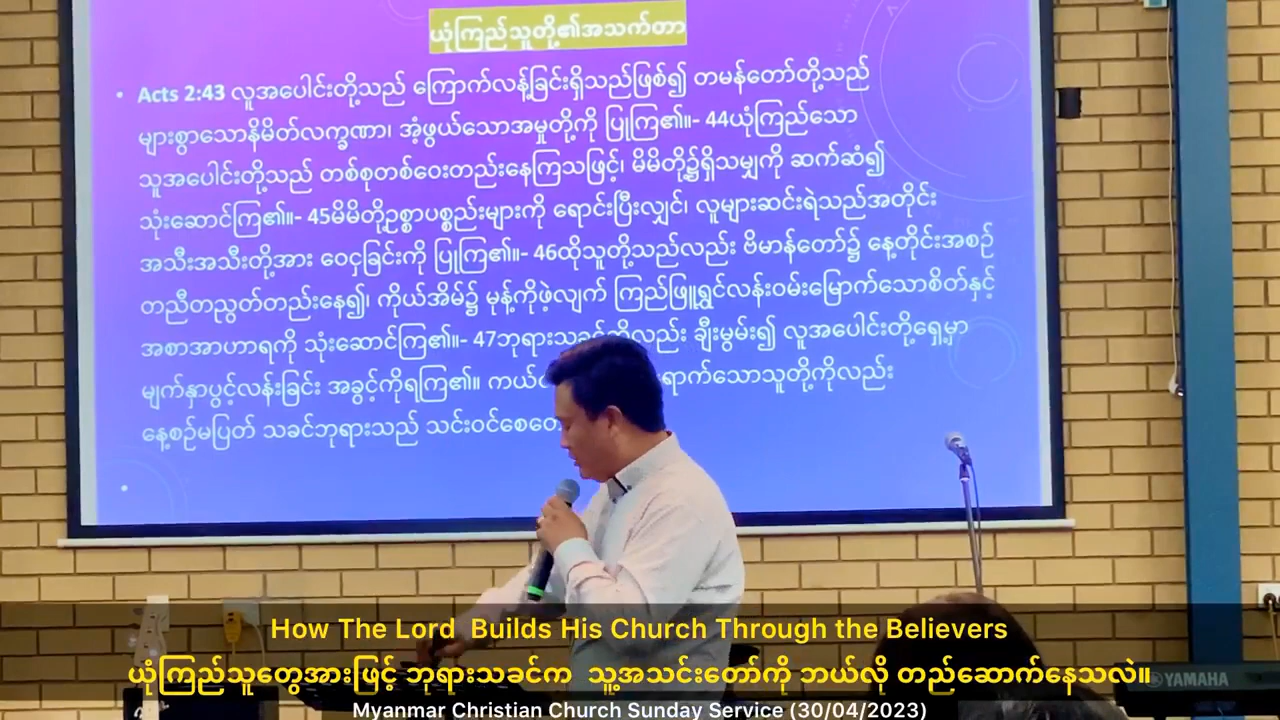 ယုံကြည်သူတို့၏အသက်တာ
• Acts 2:43 လူအပေါင်းတို့သည် ကြောက်လန့်ခြင်းရှိသည်ဖြစ်၍ တမန်တော်တို့သည်
များစွာသောနိမိတ်လက္ခဏာ၊ အံ့ဖွယ်သောအမှုတို့ကို ပြုကြ၏။- 44ယုံကြည်သော
သူအပေါင်းတို့သည် တစ်စုတစ်ဝေးတည်းနေကြသဖြင့်၊ မိမိတို့၌ရှိသမျှကို ဆက်ဆံ၍
သုံးဆောင်ကြ၏။- 45မိမိတို့ဥစ္စာပစ္စည်းများကို ရောင်းပြီးလျှင်၊ လူများဆင်းရဲသည်အတိုင်း
အသီးအသီးတို့အား ဝေငှခြင်းကို ပြုကြ၏။- 46ထိုသူတို့သည်လည်း ဗိမာန်တော်၌ နေ့တိုင်းအစဉ်
တညီတညွတ်တည်းနေ၍၊ ကိုယ်အိမ်၌ မုန့်ကိုဖဲ့လျက် ကြည်ဖြူရွှင်လန်းဝမ်းမြောက်သောစိတ်နှင့်
အစာအာဟာရကို သုံးဆောင်ကြ၏။- 47ဘုရားသခင်ကိုလည်း ချီးမွမ်း၍ လူအပေါင်းတို့ရှေ့မှာ
မျက်နှာပွင့်လန်းခြင်း အခွင့်ကိုရကြ၏။ ရောက်သောသူတို့ကိုလည်း
နေ့စဉ်မပြတ် သခင်ဘုရားသည် သင်းဝင်စေတော
How The Lord Builds His Church Through the Believers
ယုံကြည်သူတွေအားဖြင့် ဘုရားသခင်က သူ့အသင်းတော်ကို ဘယ်လို တည်ဆောက်နေသလဲ။
YAMAHA
Myanmar Christian Church Sunday Service (30/04/2023)